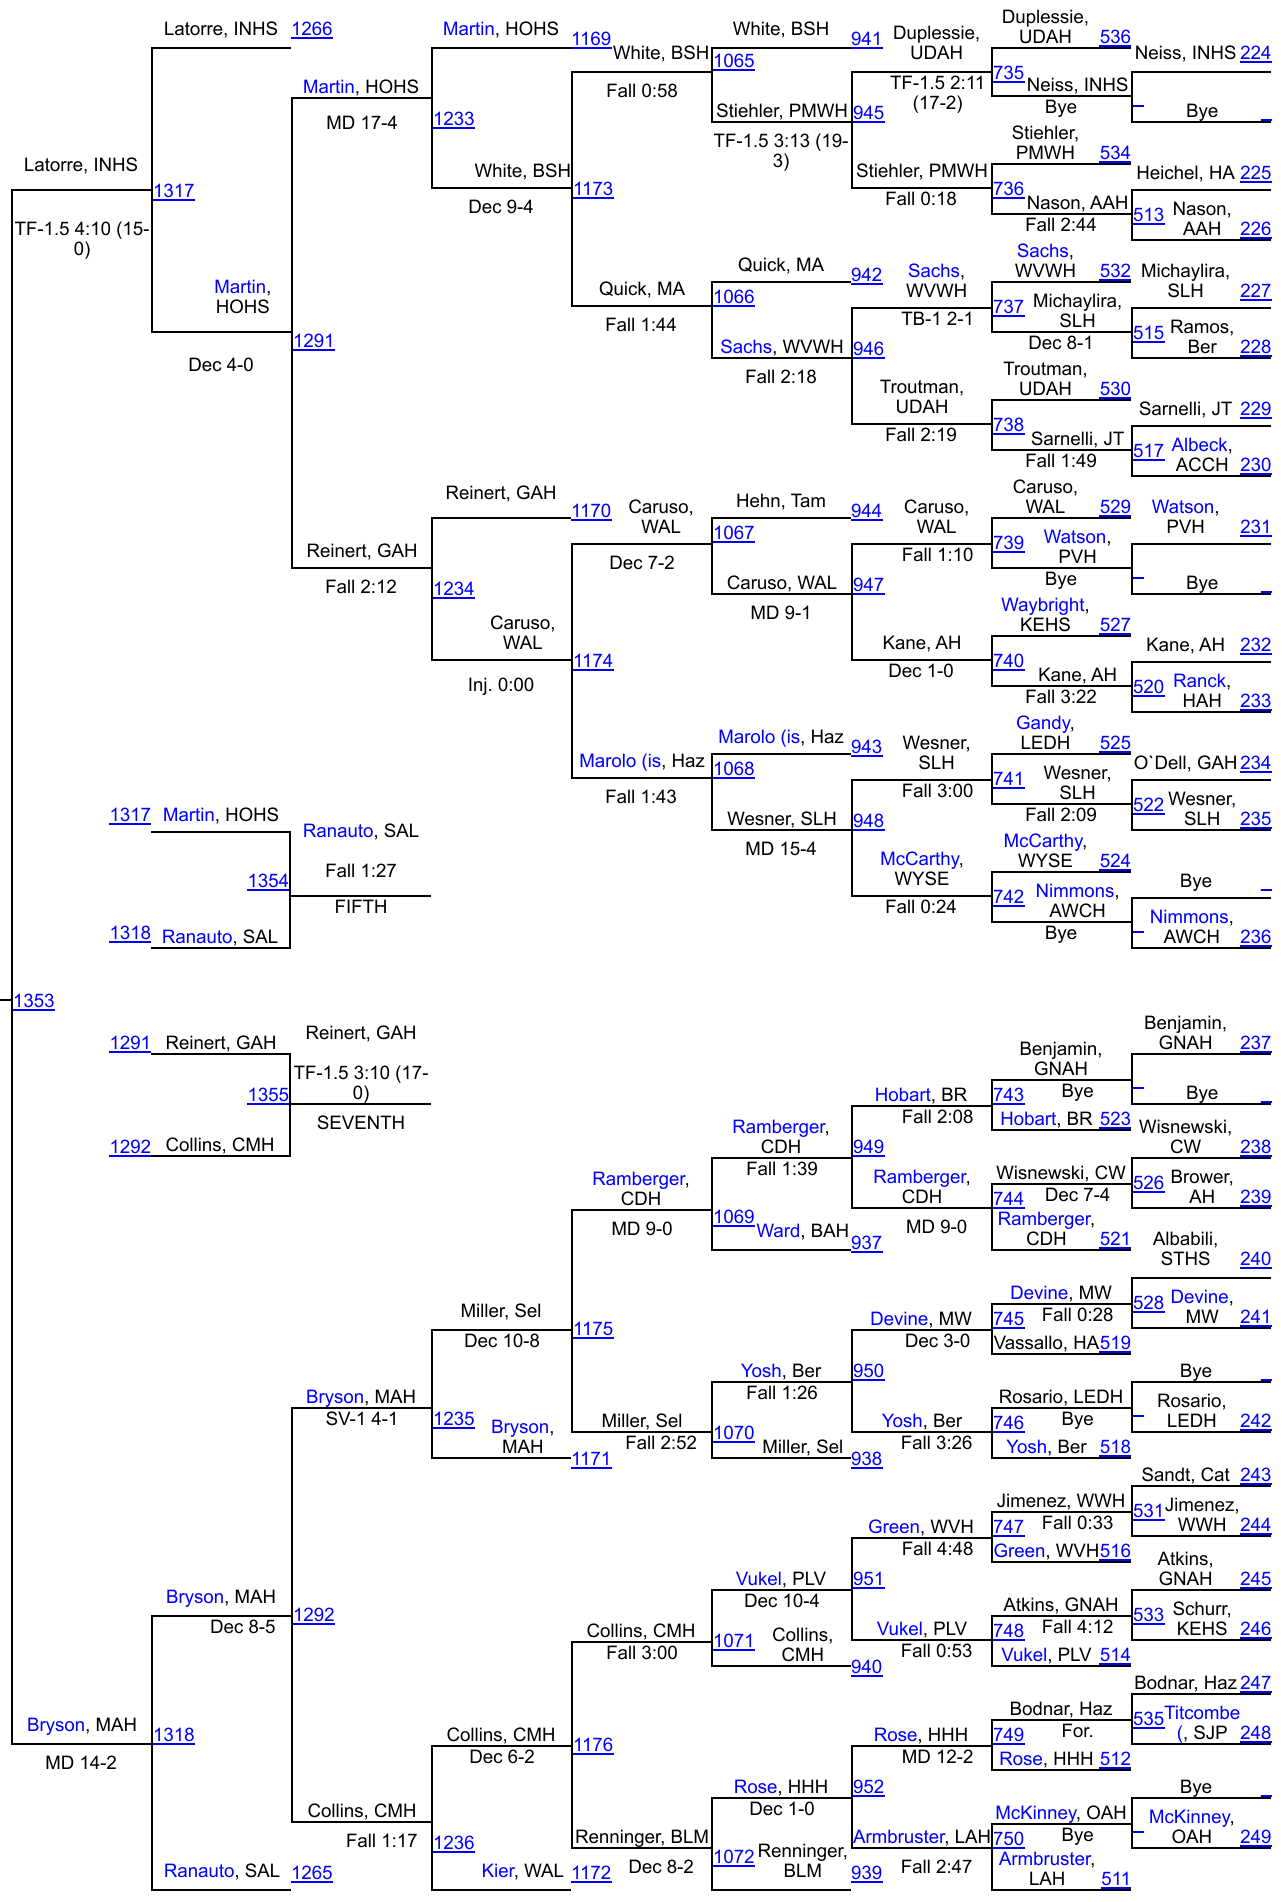 Latorre, INHS 1266
Martin, HOHS 1169
White, BSH 941
Duplessie, UDAH
Duplessie, UDAH 536
Neiss, INHS 224
White, BSH 1065
Fall 0:58
735
TF-1.5 2:11 (17-2)
Neiss, INHS
Bye
Bye
Martin, HOHS
MD 17-4
1233
Stiehler, PMWH 945
TF-1.5 3:13 (19-3)
Stiehler, PMWH 534
Latorre, INHS
1317
TF-1.5 4:10 (15-0)
White, BSH 1173
Dec 9-4
Stiehler, PMWH
Fall 0:18
736
Nason, AAH
Fall 2:44
Heichel, HA 225
513
Nason, AAH 226
Martin, HOHS
Dec 4-0
1291
Quick, MA
Fall 1:44
Quick, MA 942
1066
Sachs, WVWH
TB-1 2-1
Sachs, WVWH 532
737
Michaylira, SLH
Dec 8-1
Michaylira, SLH 227
515
Ramos, Ber 228
Sachs, WVWH 946
Fall 2:18
Troutman, UDAH
Fall 2:19
Troutman, UDAH 530
738
Sarnelli, JT
Fall 1:49
Sarnelli, JT 229
517
Albeck, ACCH 230
Reinert, GAH 1170
Reinert, GAH
Fall 2:12
1234
Caruso, WAL
Dec 7-2
Hehn, Tam 944
1067
Caruso, WAL
Fall 1:10
Caruso, WAL 529
739
Watson, PVH
Bye
Watson, PVH 231
Bye
Caruso, WAL 947
MD 9-1
Caruso, WAL
Inj. 0:00
1174
Kane, AH
Dec 1-0
Waybright, KEHS 527
740
Kane, AH
Fall 3:22
Kane, AH 232
520
Ranck, HAH 233
Marolo (is, Haz
Fall 1:43
Marolo (is, Haz 943
1068
Wesner, SLH
Fall 3:00
Gandy, LEDH 525
741
Wesner, SLH
Fall 2:09
O`Dell, GAH 234
522
Wesner, SLH 235
Wesner, SLH 948
MD 15-4
McCarthy, WYSE
Fall 0:24
McCarthy, WYSE 524
742
Nimmons, AWCH
Bye
Bye
Nimmons, AWCH 236
1317 Martin, HOHS
Ranauto, SAL
1354
Fall 1:27
FIFTH
1318 Ranauto, SAL
1353
1291 Reinert, GAH
Reinert, GAH
1355
TF-1.5 3:10 (17-0)
SEVENTH
1292 Collins, CMH
Benjamin, GNAH 237
Bye
Benjamin, GNAH
Bye
743
Hobart, BR 523
Hobart, BR
Fall 2:08
949
Ramberger, CDH
Fall 1:39
Ramberger, CDH
MD 9-0
Wisnewski, CW
Dec 7-4
744
Ramberger, CDH 521
Wisnewski, CW 238
526
Brower, AH 239
Ramberger, CDH
MD 9-0
1069
Ward, BAH 937
Albabili, STHS 240
528
Devine, MW 241
Devine, MW
Fall 0:28
745
Vassallo, HA 519
Devine, MW
Dec 3-0
950
Miller, Sel
Dec 10-8
1175
Yosh, Ber
Fall 1:26
Yosh, Ber
Fall 3:26
Rosario, LEDH
Bye
746
Yosh, Ber 518
Bye
Rosario, LEDH 242
Bryson, MAH
SV-1 4-1
1235
Bryson, MAH 1171
Miller, Sel
Fall 2:52
1070
Miller, Sel 938
Sandt, Cat 243
531
Jimenez, WWH 244
Jimenez, WWH
Fall 0:33
747
Green, WVH 516
Green, WVH
Fall 4:48
951
Vukel, PLV
Dec 10-4
Vukel, PLV
Fall 0:53
Atkins, GNAH
Fall 4:12
748
Vukel, PLV 514
Atkins, GNAH 245
533
Schurr, KEHS 246
Bryson, MAH
Dec 8-5
1292
Collins, CMH
Fall 3:00
1071
Collins, CMH 940
Bryson, MAH
MD 14-2
1318
Collins, CMH
Dec 6-2
1176
Rose, HHH
MD 12-2
Bodnar, Haz
For.
749
Rose, HHH 512
Bodnar, Haz 247
535
Titcombe (, SJP 248
Rose, HHH
Dec 1-0
952
Collins, CMH
Fall 1:17
1236
Kier, WAL 1172
Renninger, BLM
Dec 8-2
1072
Renninger, BLM 939
Armbruster, LAH
Fall 2:47
McKinney, OAH
Bye
750
Armbruster, LAH 511
Bye
McKinney, OAH 249
Ranauto, SAL 1265